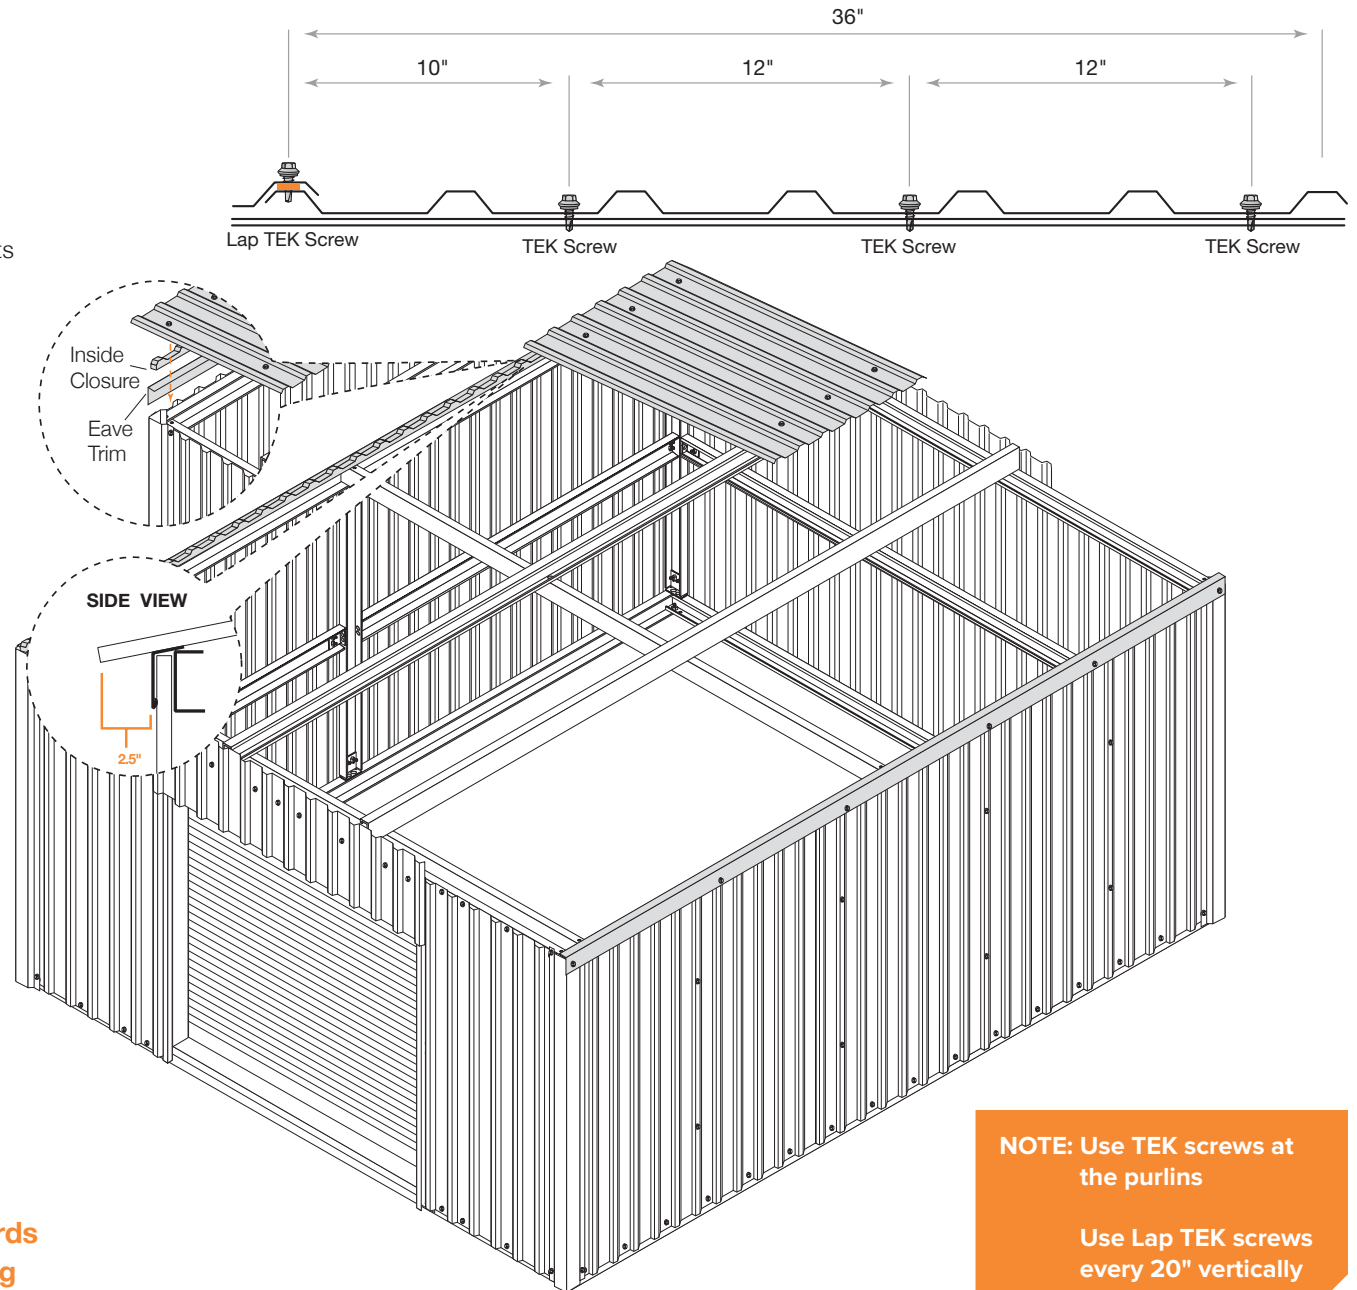 36"
10"
12"
12"
Lap TEK Screw
TEK Screw
TEK Screw
TEK Screw
Inside
Closure
Eave
Trim
SIDE VIEW
2.5"
NOTE: Use TEK screws at
the purlins
Use Lap TEK screws
every 20" vertically